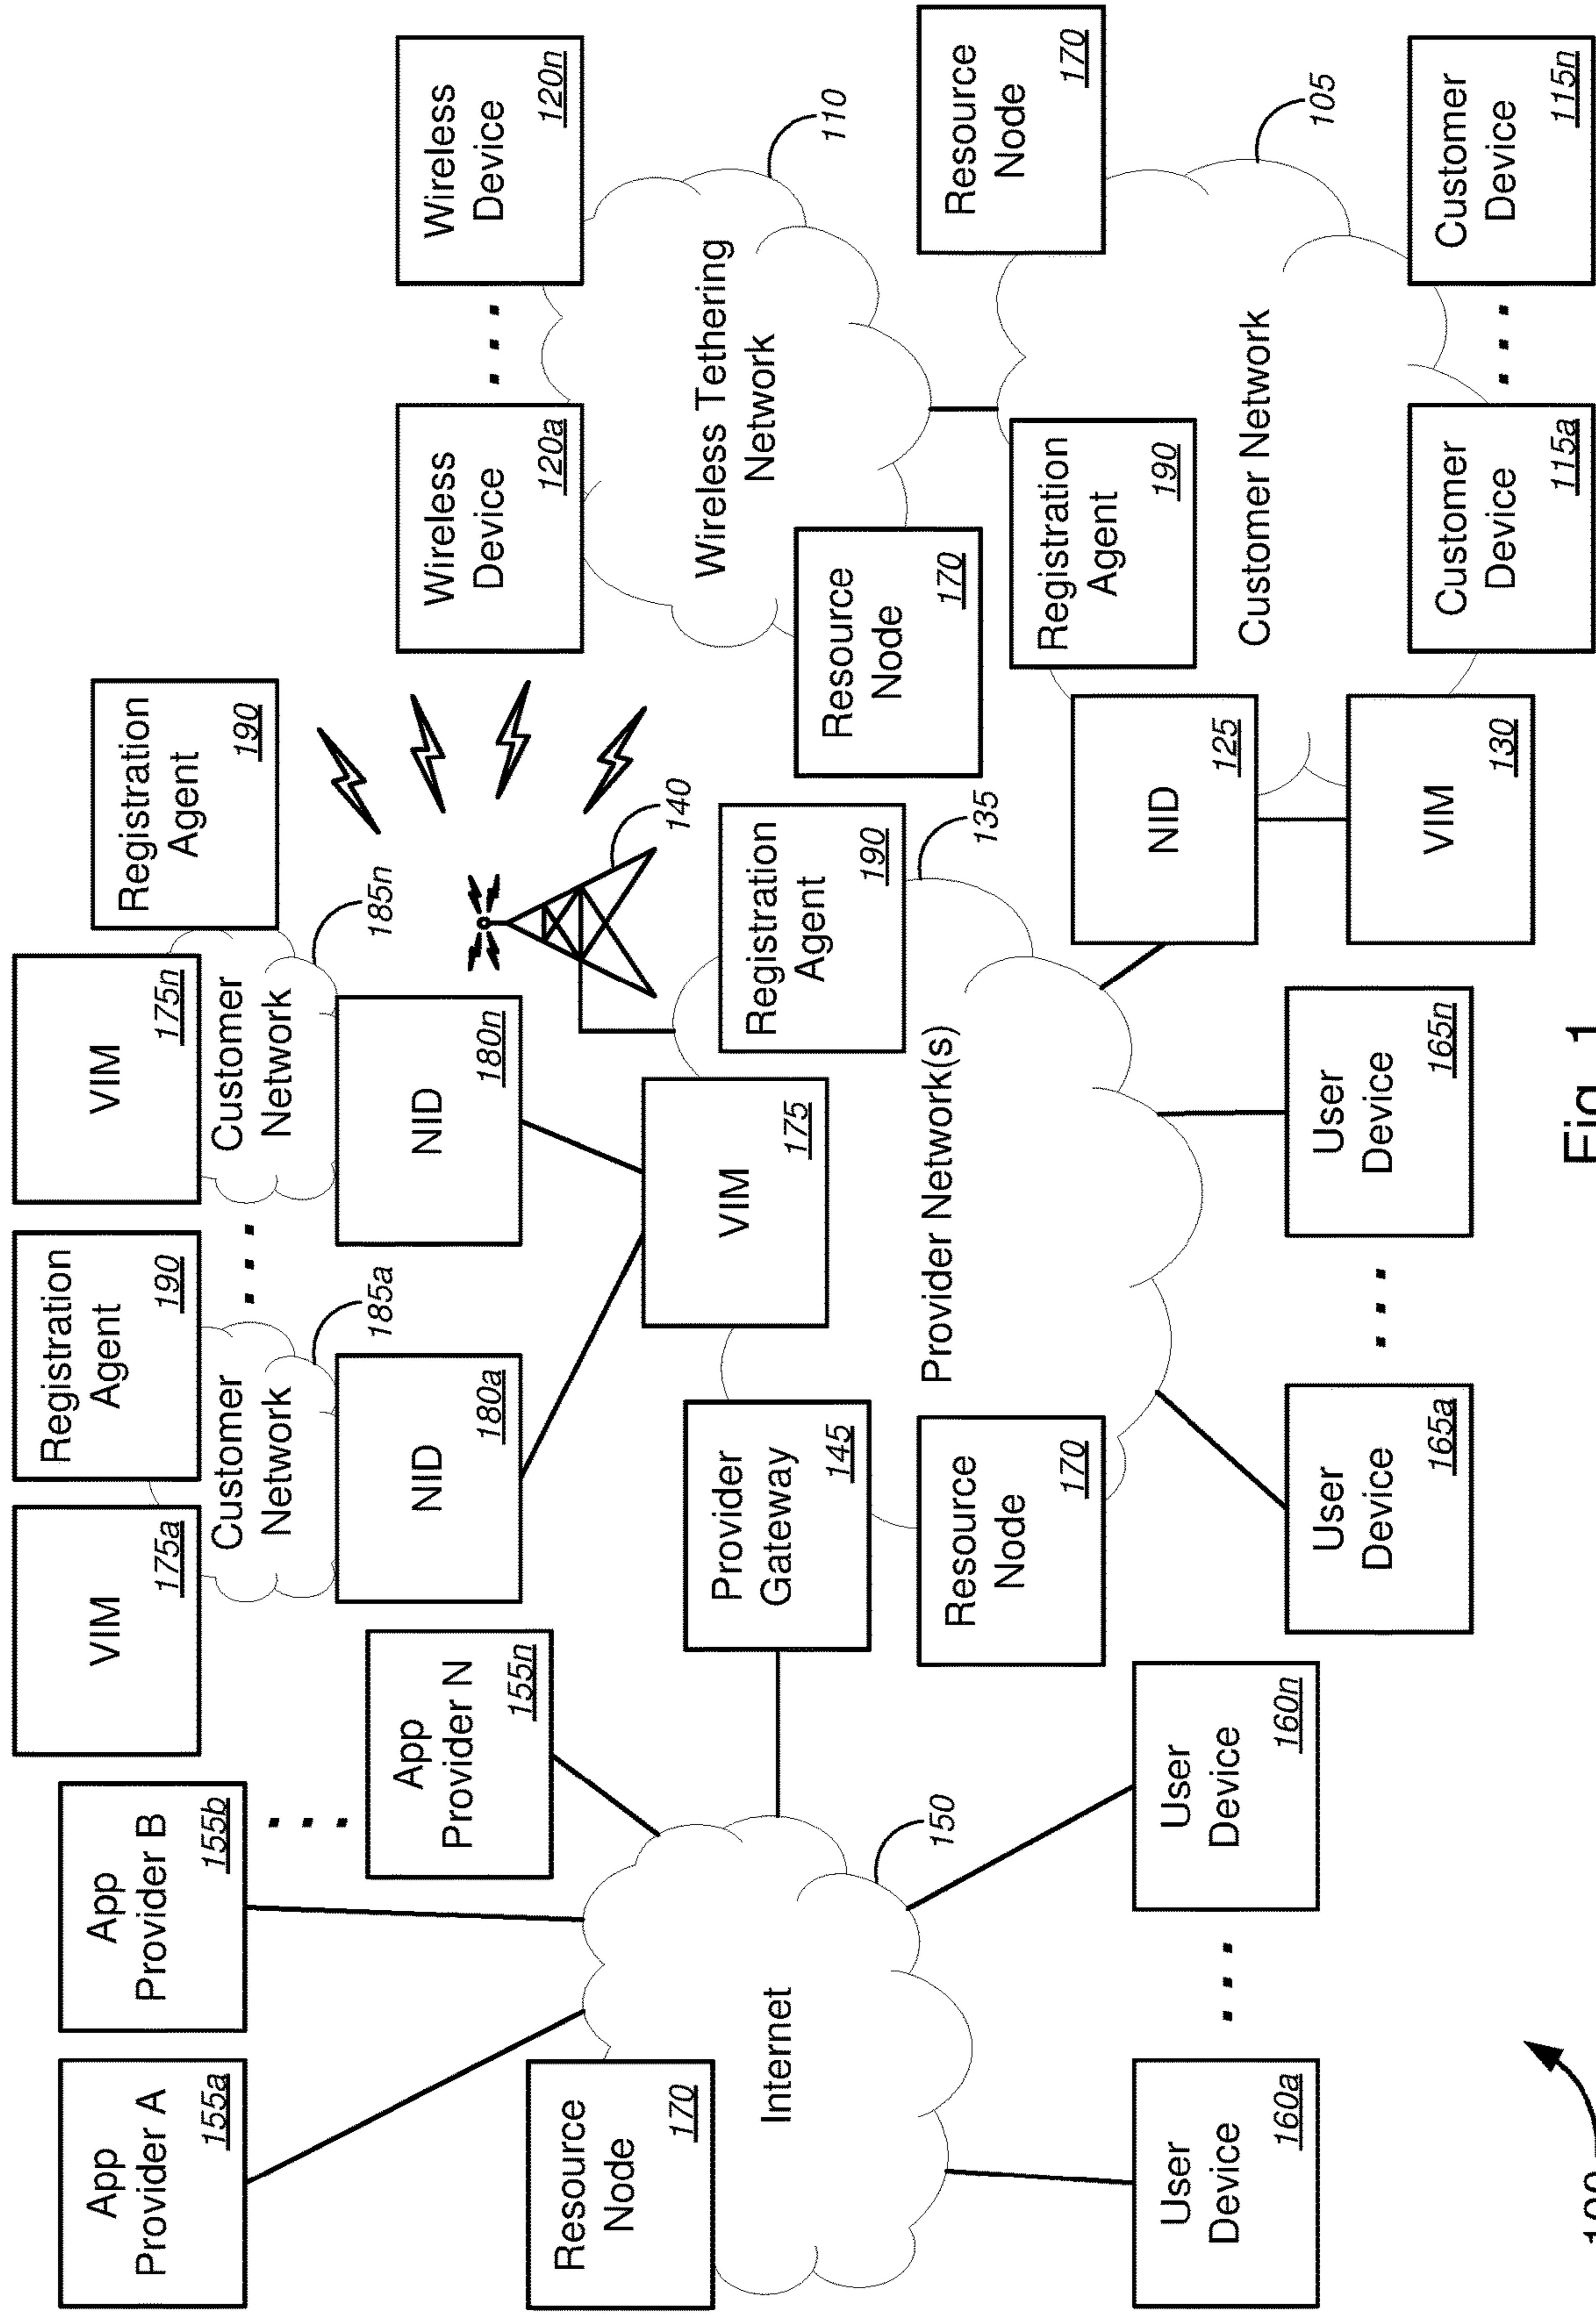 App
Provider A
155a
App
Provider B
155b
. . .
App
Provider N
155n
VIM
175a
Registration
Agent
190
VIM
175n
Registration
Agent
190
Customer
Network
185a
. . .
Customer
Network
185n
NID
180a
NID
180n
Wireless
Device
120a
. . .
Wireless
Device
120n
140
Wireless Tethering
Network
110
Resource
Node
170
Internet
150
Provider
Gateway
145
VIM
175
Registration
Agent
190
135
Resource
Node
170
Resource
Node
170
Provider Network(s)
Resource
Node
170
Registration
Agent
190
Customer Network
105
NID
125
VIM
130
User
Device
160a
. . .
User
Device
160n
User
Device
165a
. . .
User
Device
165n
Customer
Device
115a
. . .
Customer
Device
115n
100
Fig. 1